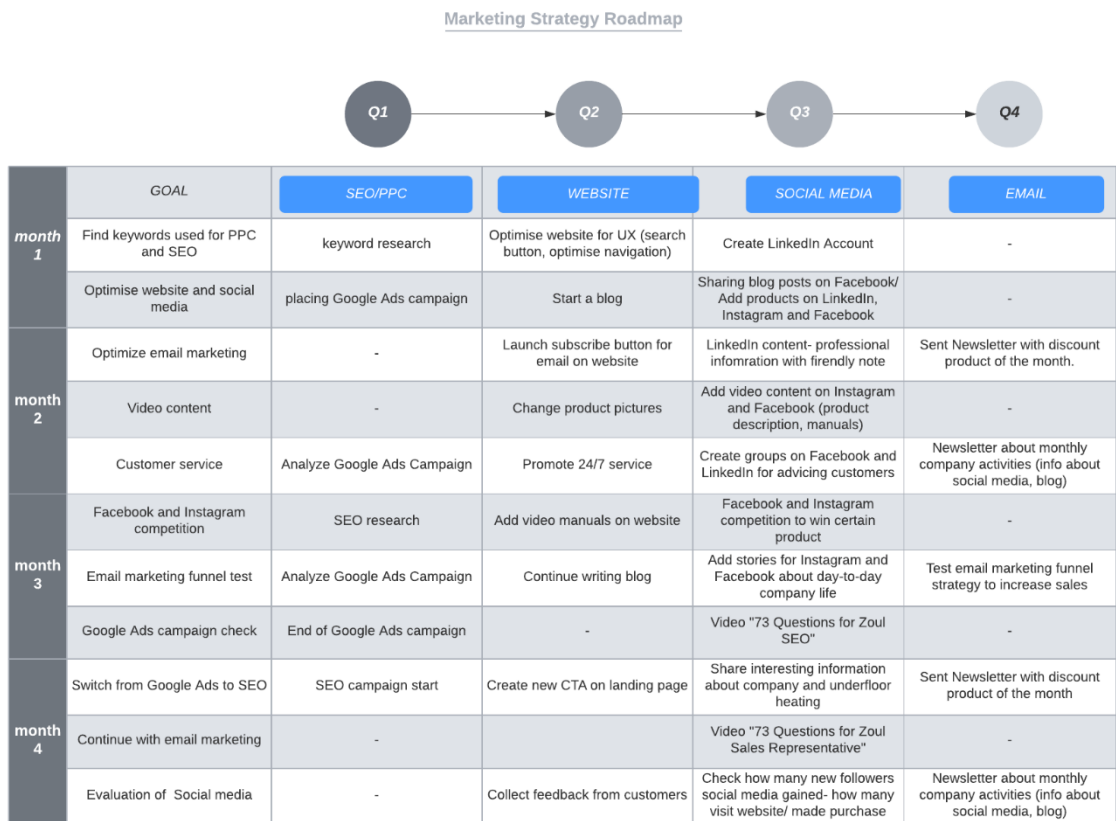 Marketing Strategy Roadmap
Q1
Q2
Q3
Q4
GOAL
SEO/PPC
WEBSITE
SOCIAL MEDIA
EMAIL
month
1
Find keywords used for PPC
and SEO
keyword research
Optimise website for UX (search
button, optimise navigation)
Create LinkedIn Account
-
Optimise website and social
media
placing Google Ads campaign
Start a blog
Sharing blog posts on Facebook/
Add products on LinkedIn,
Instagram and Facebook
-
month
2
Optimize email marketing
-
Launch subscribe button for
email on website
LinkedIn content- professional
infomration with firendly note
Sent Newsletter with discount
product of the month.
Video content
-
Change product pictures
Add video content on Instagram
and Facebook (product
description, manuals)
-
Customer service
Analyze Google Ads Campaign
Promote 24/7 service
Create groups on Facebook and
LinkedIn for advicing customers
Newsletter about monthly
company activities (info about
social media, blog)
month
3
Facebook and Instagram
competition
SEO research
Add video manuals on website
Facebook and Instagram
competition to win certain
product
-
Email marketing funnel test
Analyze Google Ads Campaign
Continue writing blog
Add stories for Instagram and
Facebook about day-to-day
company life
Test email marketing funnel
strategy to increase sales
Google Ads campaign check
End of Google Ads campaign
-
Video "73 Questions for Zoul
SEO"
-
month
4
Switch from Google Ads to SEO
SEO campaign start
Create new CTA on landing page
Share interesting information
about company and underfloor
heating
Sent Newsletter with discount
product of the month
Continue with email marketing
-
Video "73 Questions for Zoul
Sales Representative"
-
Evaluation of Social media
-
Collect feedback from customers
Check how many new followers
social media gained- how many
visit website/ made purchase
Newsletter about monthly
company activities (info about
social media, blog)